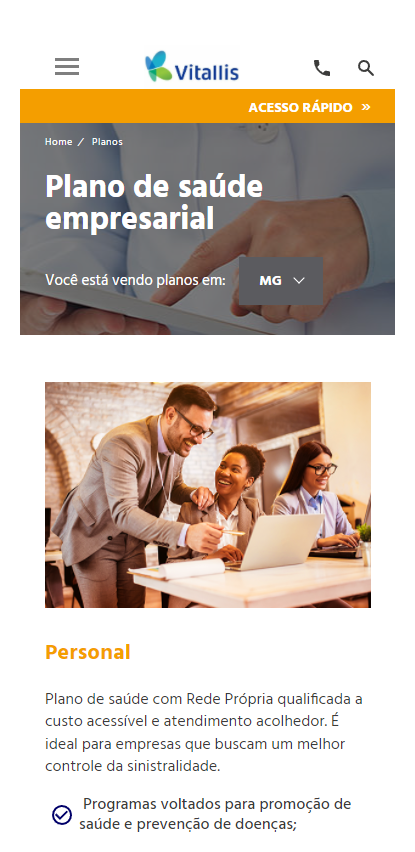 Vitallis
ACESSO RÁPIDO »
Home / Planos
Plano de saúde
empresarial
Você está vendo planos em: MG
Personal
Plano de saúde com Rede Própria qualificada a
custo acessível e atendimento acolhedor. É
ideal para empresas que buscam um melhor
controle da sinistralidade.
Programas voltados para promoção de
saúde e prevenção de doenças;